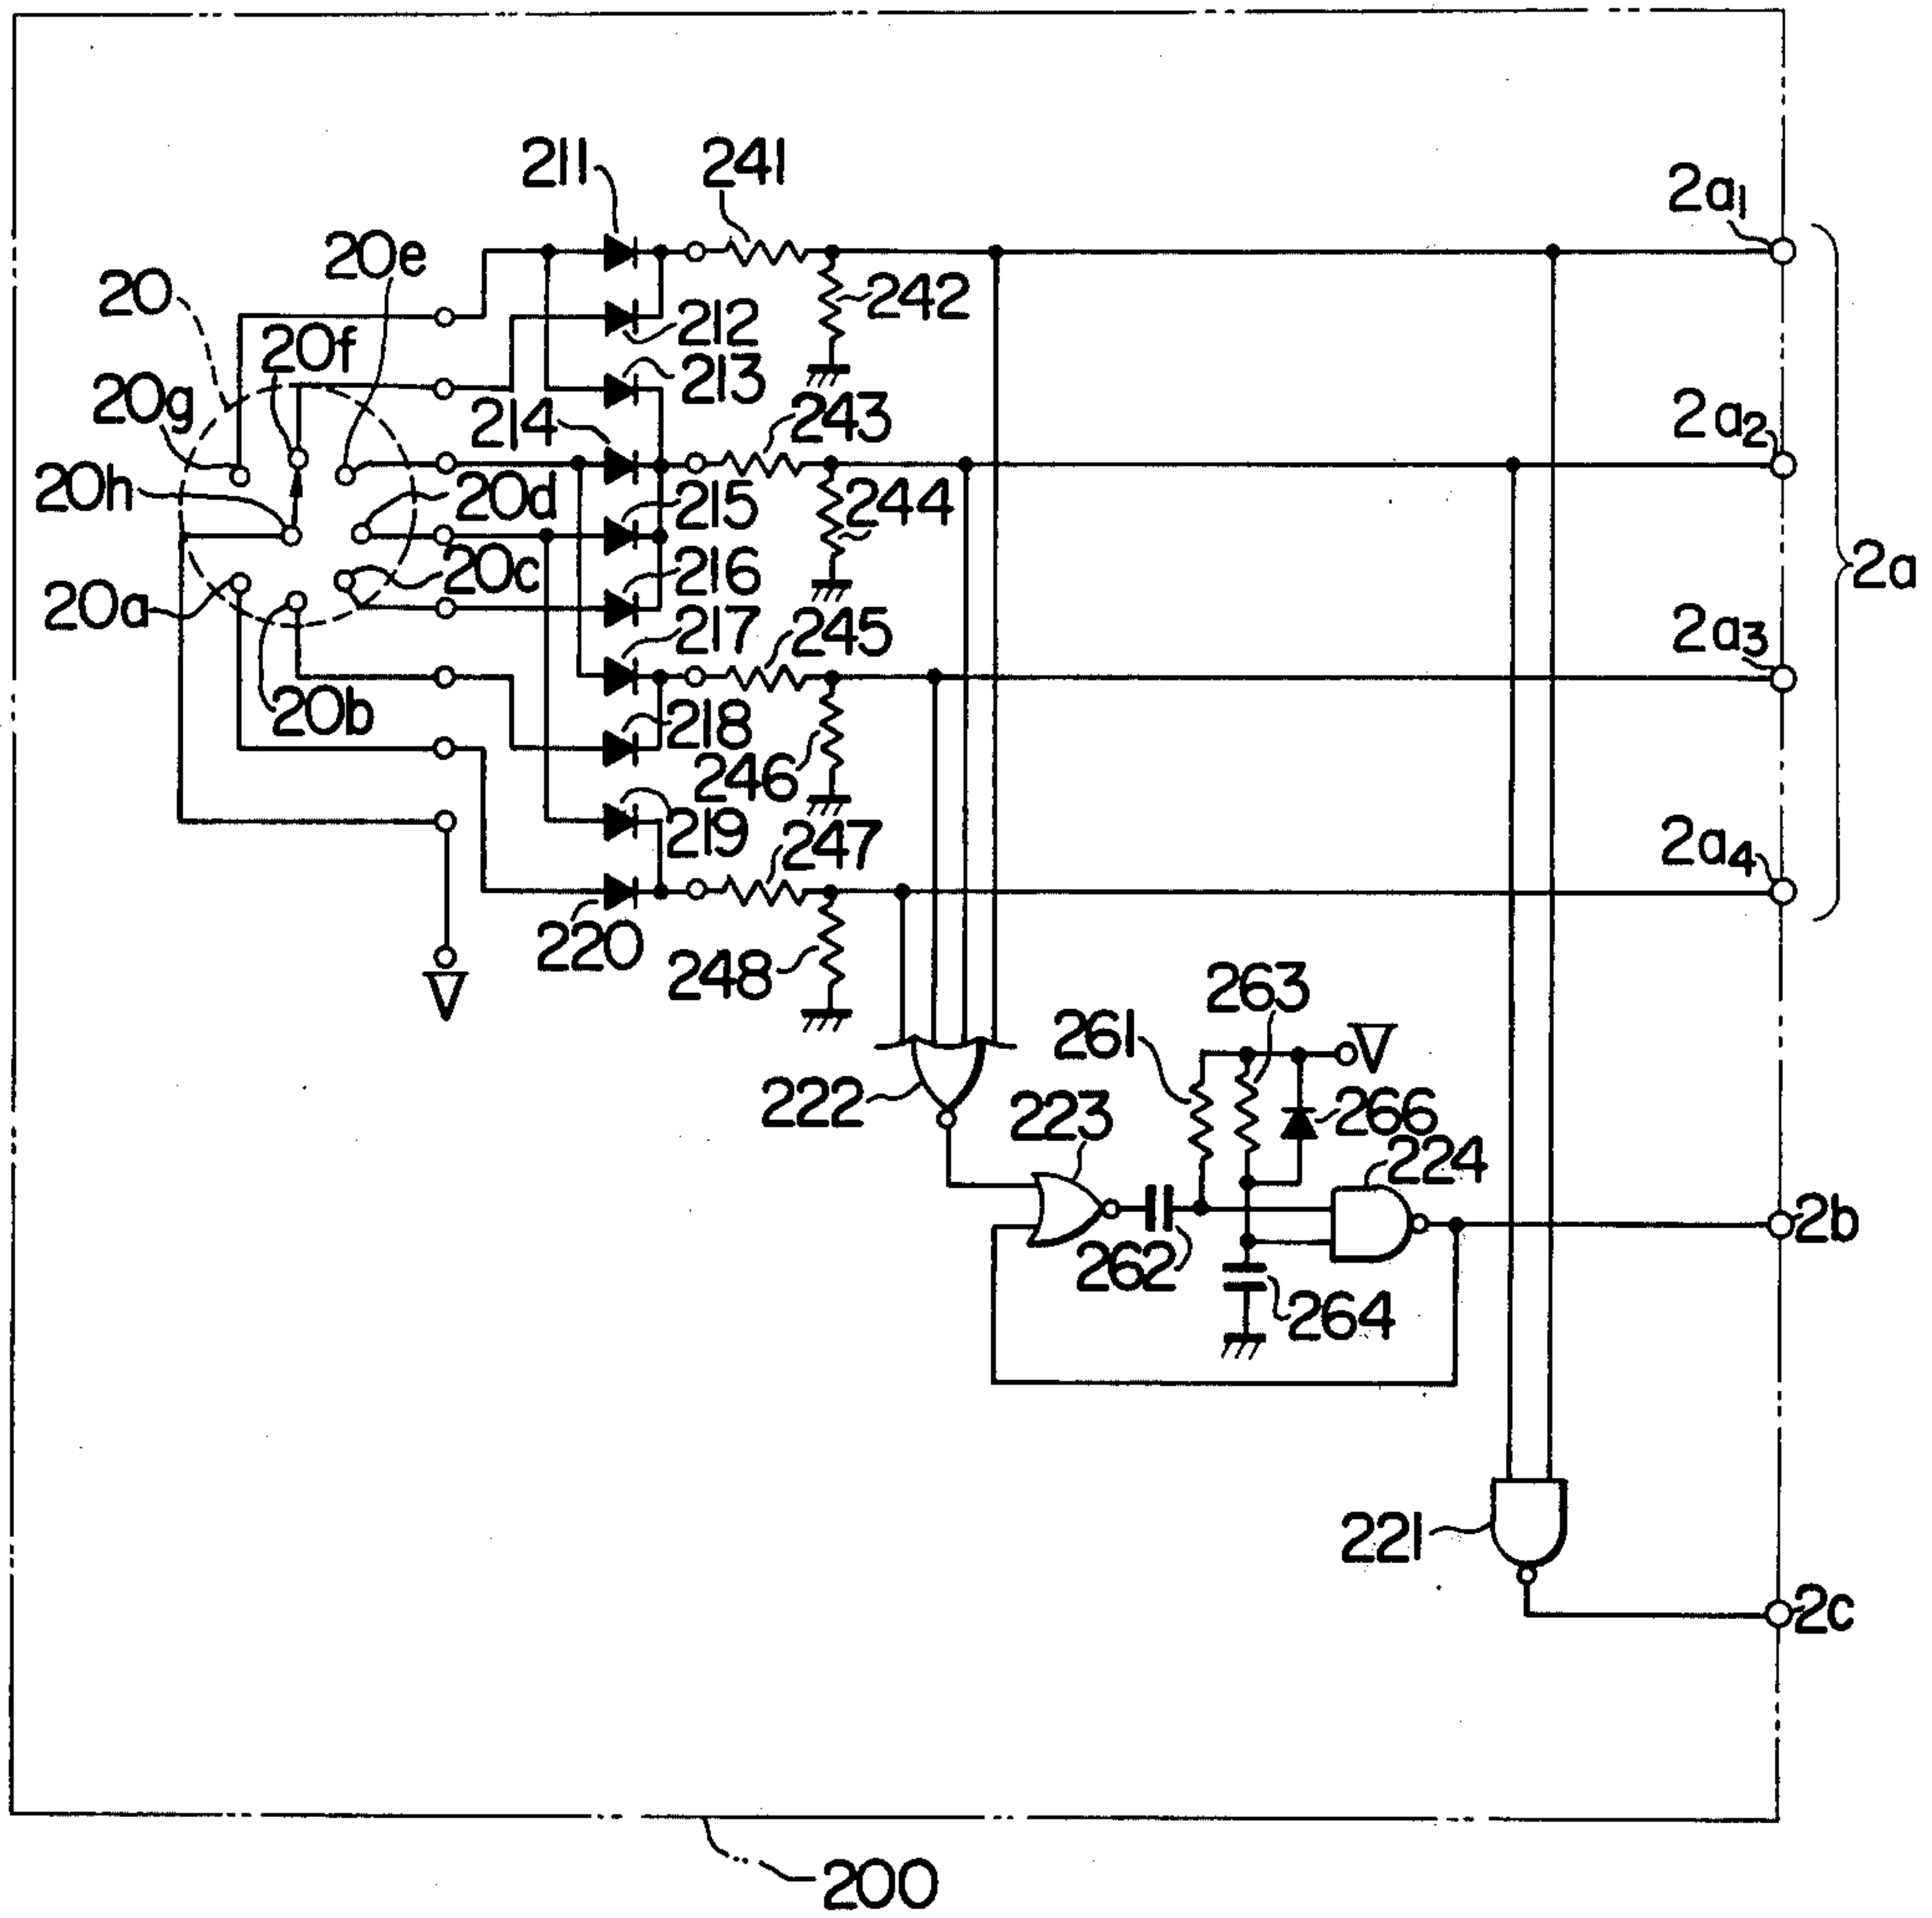 211 241 2a1
20e
20 242
20f 212
20g 213
214 243 2a2
20h 20d 215 244
20c 216 2a
20a 217 245 2a3
20b 218
246
219 247 2a4
220 248
V 263
261 V
222 223 266
224
262 2b
264
221
2c
200